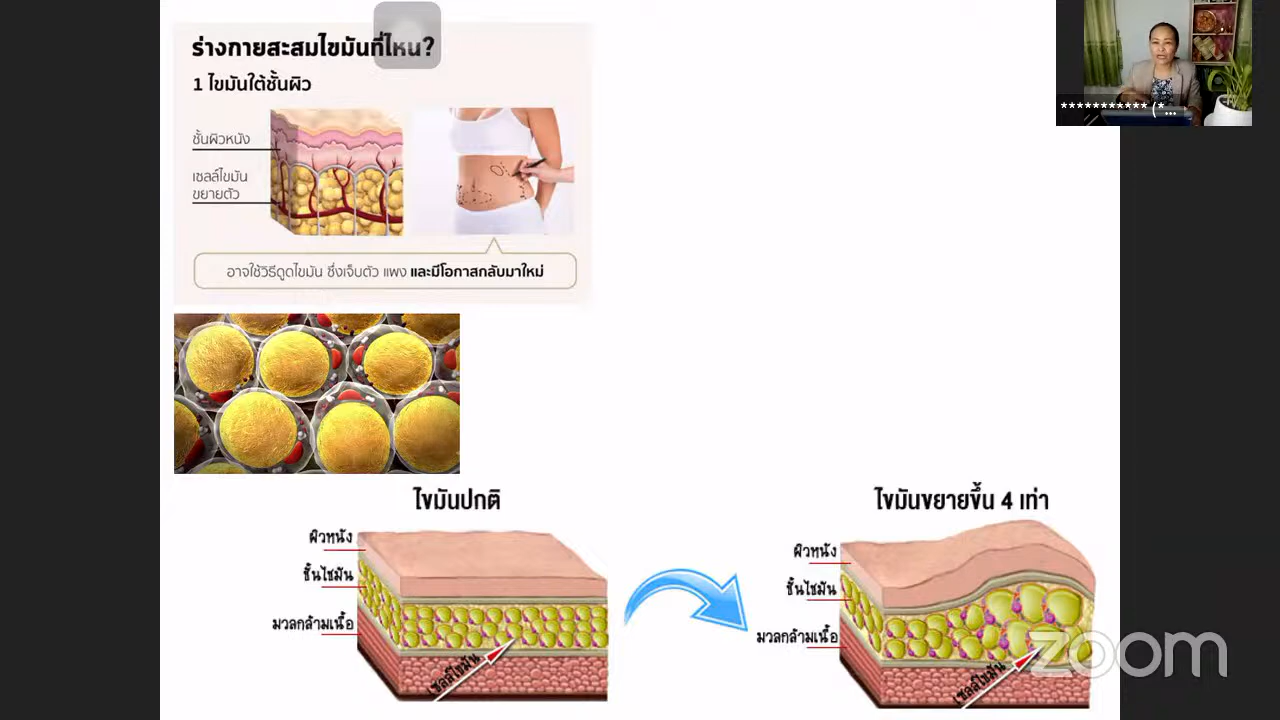 ร่างกายสะสมไขมันที่ไหน?
1 ไขมันใต้ชั้นผิว
ชั้นผิวหนัง
เซลล์ไขมัน
ขยายตัว
อาจใช้วิธีดูดไขมัน ซึ่งเจ็บตัว แพง และมีโอกาสกลับมาใหม่
*********** (*...
ไขมันปกติ
ผิวหนัง
ชั้นไขมัน
มวลกล้ามเนื้อ
เซลล์ไขมัน
ไขมันขยายขึ้น 4 เท่า
ผิวหนัง
ชั้นไขมัน
มวลกล้ามเนื้อ
เซลล์ไขมัน
zoom